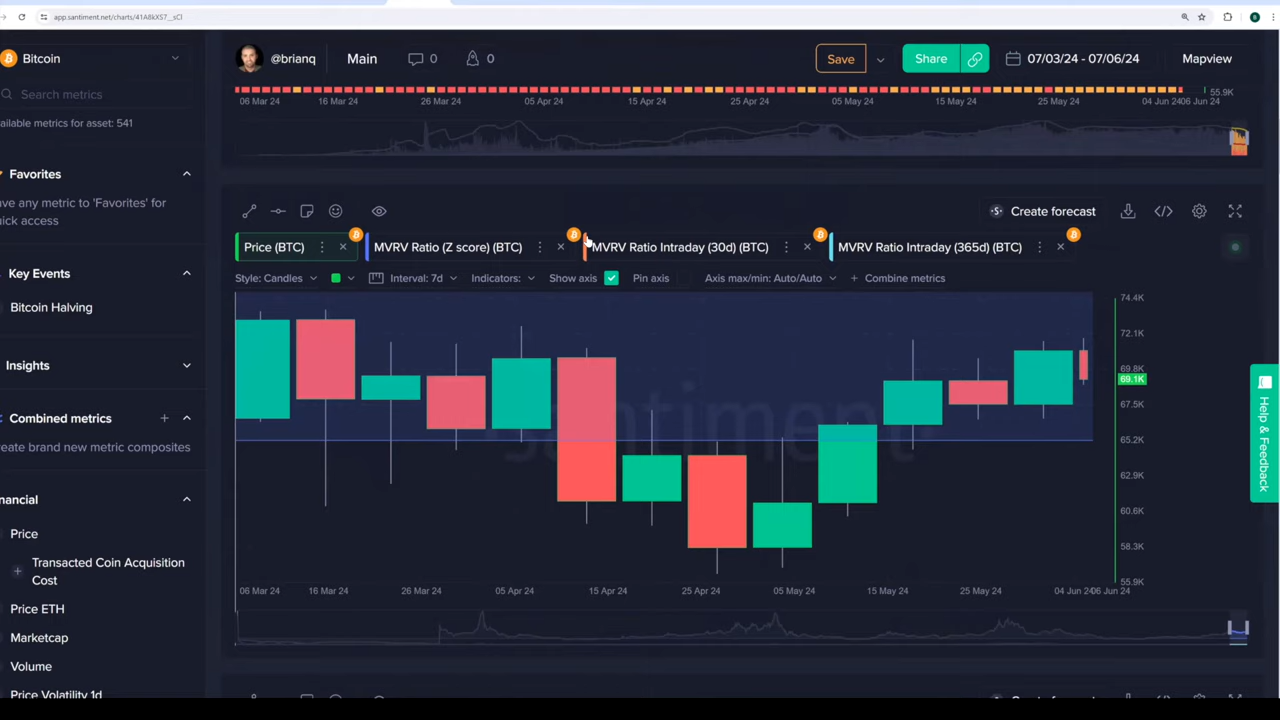 app.santiment.net/charts/41A8kXS7__sCl
Bitcoin
@brianq
Main
0
0
Save
Share
07/03/24 - 07/06/24
Mapview
Search metrics
ailable metrics for asset: 541
Favorites
ave any metric to 'Favorites' for
uick access
Key Events
Bitcoin Halving
Insights
Combined metrics
reate brand new metric composites
nancial
Price
Transacted Coin Acquisition
Cost
Price ETH
Marketcap
Volume
Price Volatility 1d
55.9K
06 Mar 24 16 Mar 24 26 Mar 24 05 Apr 24 15 Apr 24 25 Apr 24 05 May 24 15 May 24 25 May 24 04 Jun 24 06 Jun 24
Create forecast
Price (BTC)
MVRV Ratio (Z score) (BTC)
MVRV Ratio Intraday (30d) (BTC)
MVRV Ratio Intraday (365d) (BTC)
Style: Candles
Interval: 7d
Indicators:
Show axis
Pin axis
Axis max/min: Auto/Auto
Combine metrics
74.4K
72.1K
69.8K
69.1K
67.5K
65.2K
62.9K
60.6K
58.3K
55.9K
santiment
06 Mar 24 16 Mar 24 26 Mar 24 05 Apr 24 15 Apr 24 25 Apr 24 05 May 24 15 May 24 25 May 24 04 Jun 24 06 Jun 24
Help & Feedback